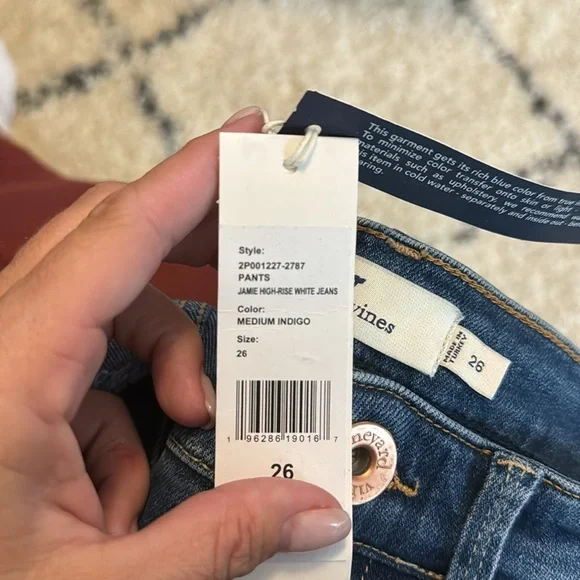 This garment gets its rich blue color from true
To minimize color transfer onto skin or light
materials, such as upholstery, we recommend
item in cold water - separately and inside out
Style:
2P001227-2787
PANTS
JAMIE HIGH-RISE WHITE JEANS
Color:
MEDIUM INDIGO
Size:
26
1 96286 19016 7
26
vines
MADE IN
TURKEY
26
neyard